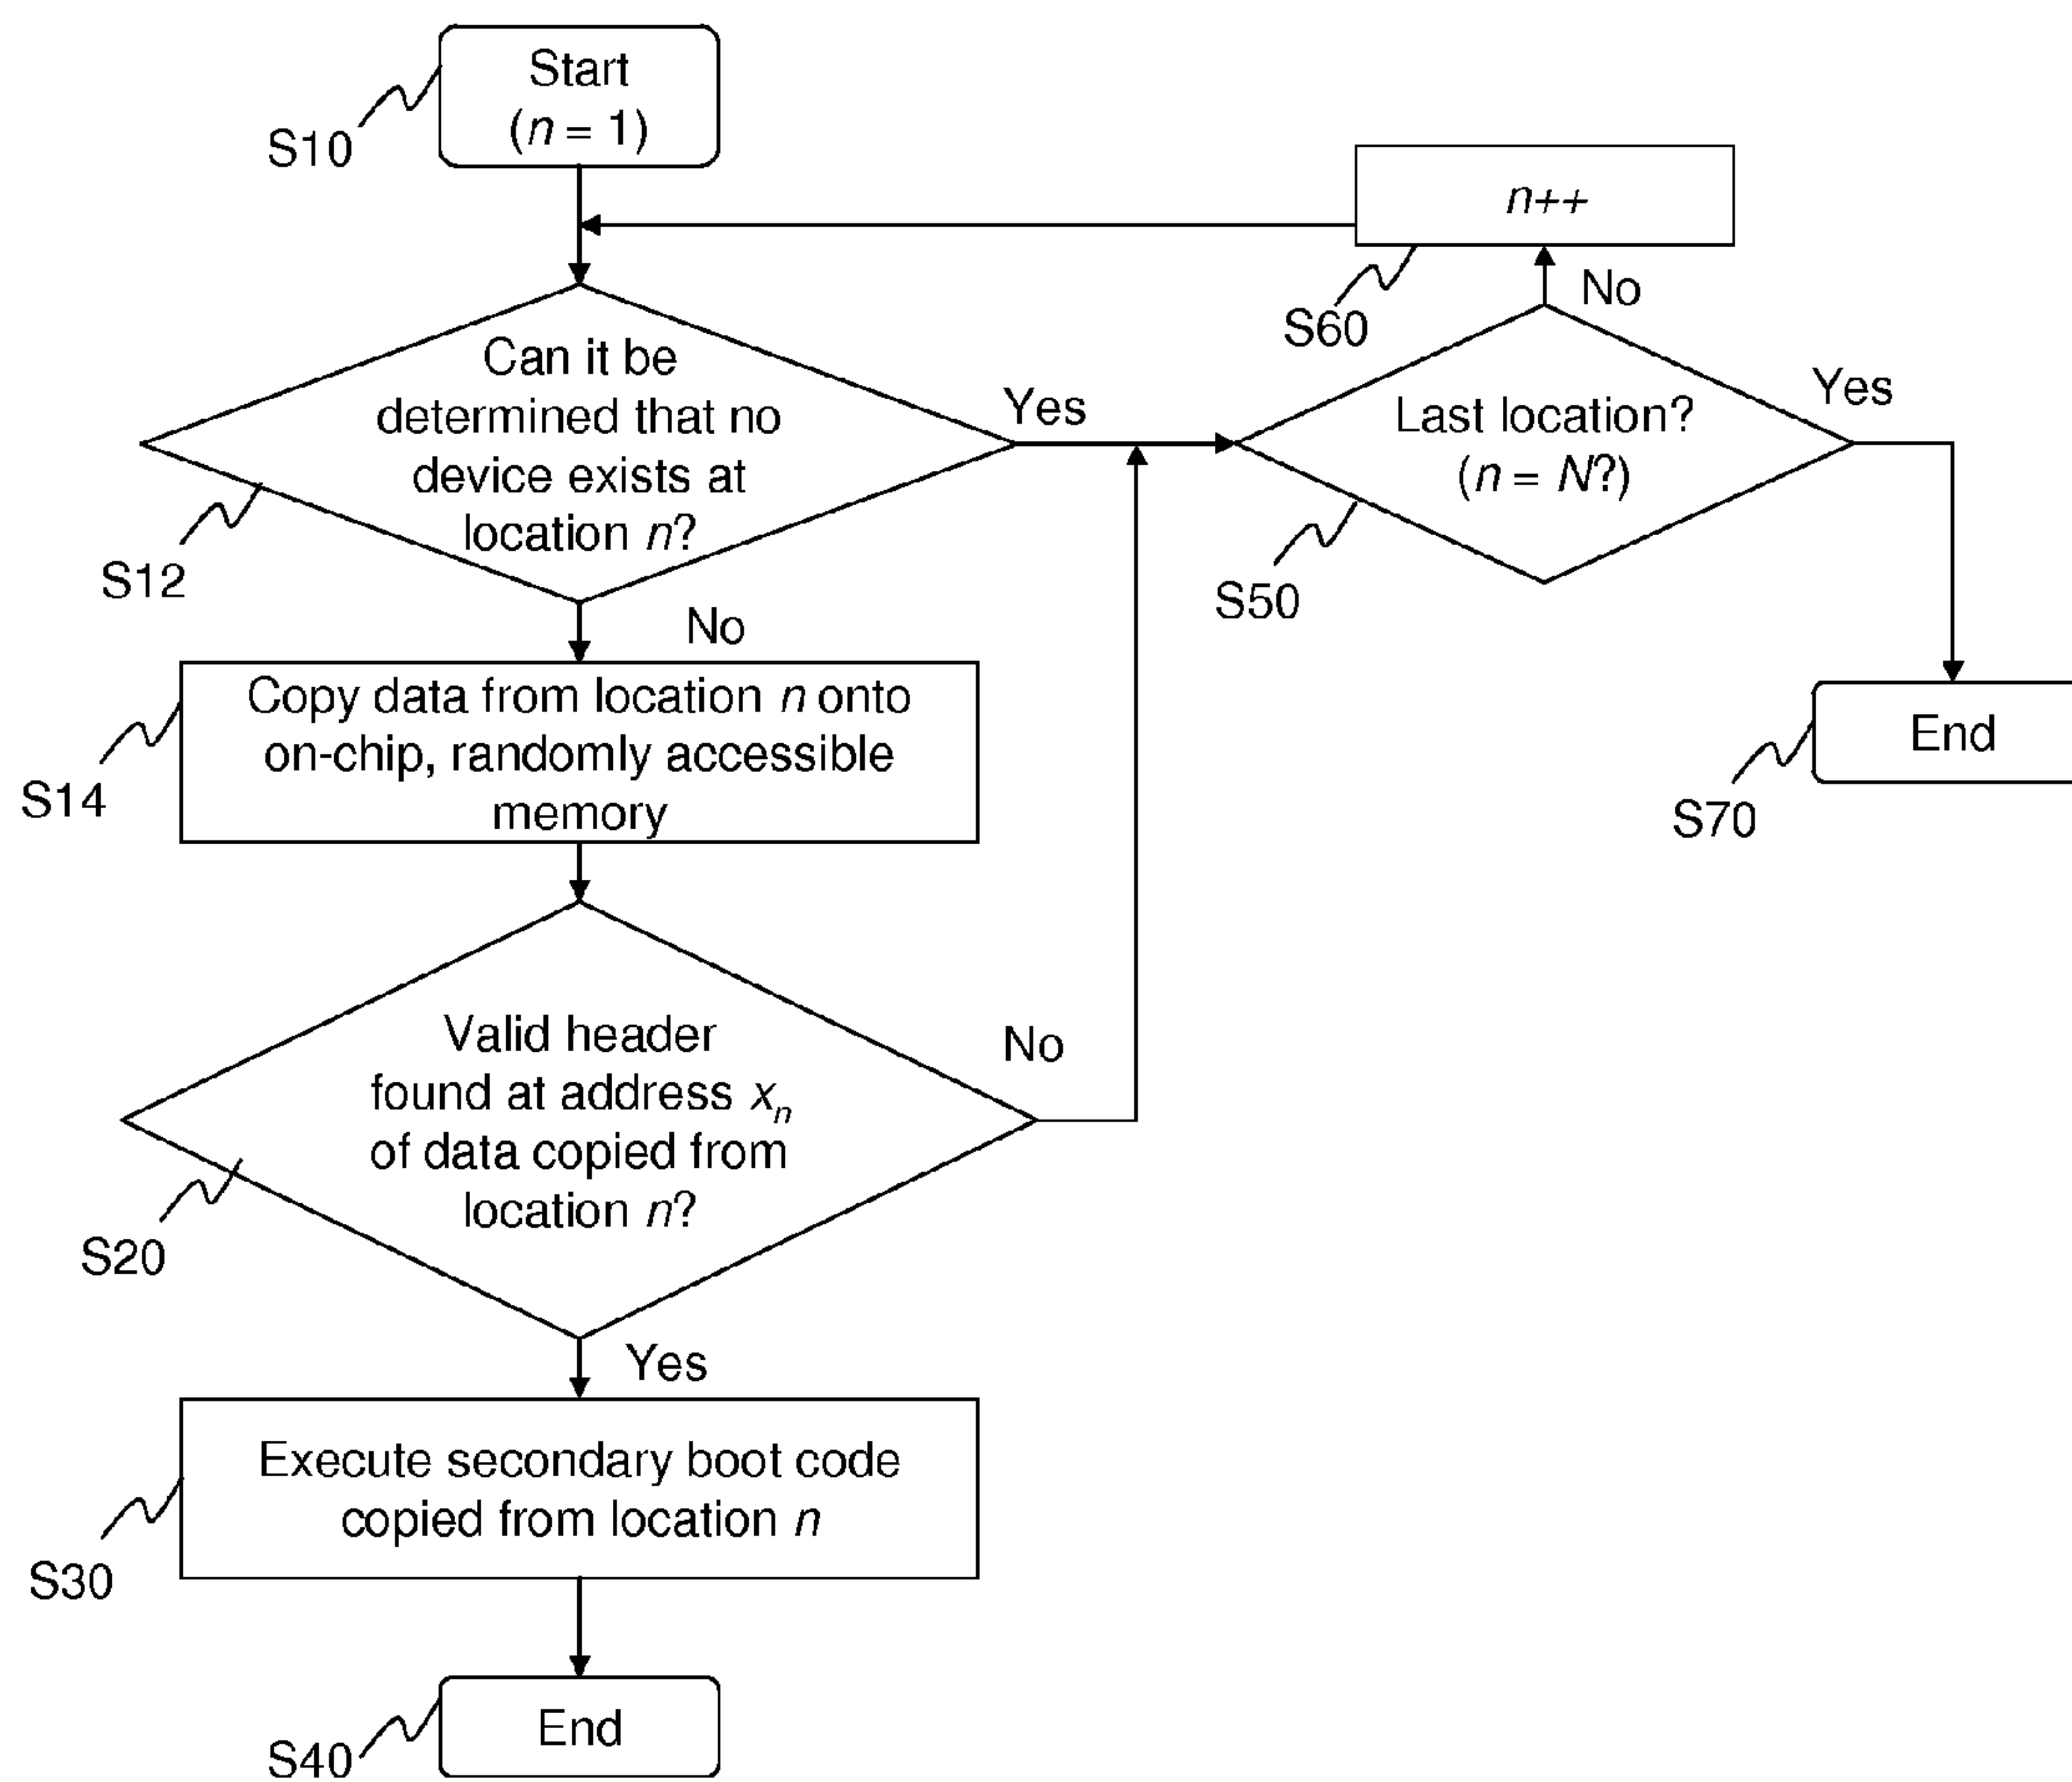 Start
(n = 1)
S10
n++
S60
No
Can it be
determined that no
device exists at
location n?
Yes
S12
Last location?
(n = N?)
Yes
S50
No
Copy data from location n onto
on-chip, randomly accessible
memory
S14
End
S70
Valid header
found at address xn
of data copied from
location n?
No
S20
Yes
Execute secondary boot code
copied from location n
S30
End
S40